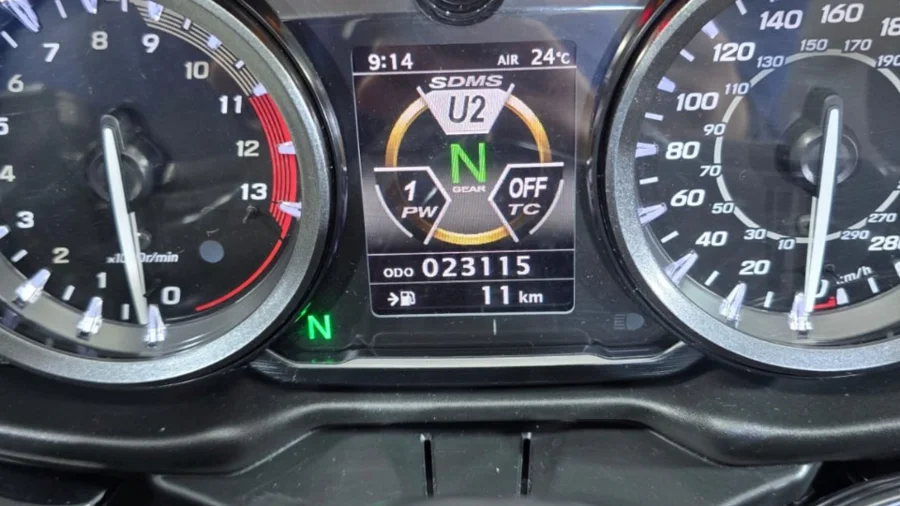 9:14 AIR 24°C
SDMS
U2
N
GEAR
1
PW
OFF
TC
ODO 023115
11 km
N
0
1
2
3
4
5
6
7
8
9
10
11
12
13
r/min
0
20
40
60
80
100
120
140
160
10
30
50
70
90
110
130
150
170
190
270
290
km/h